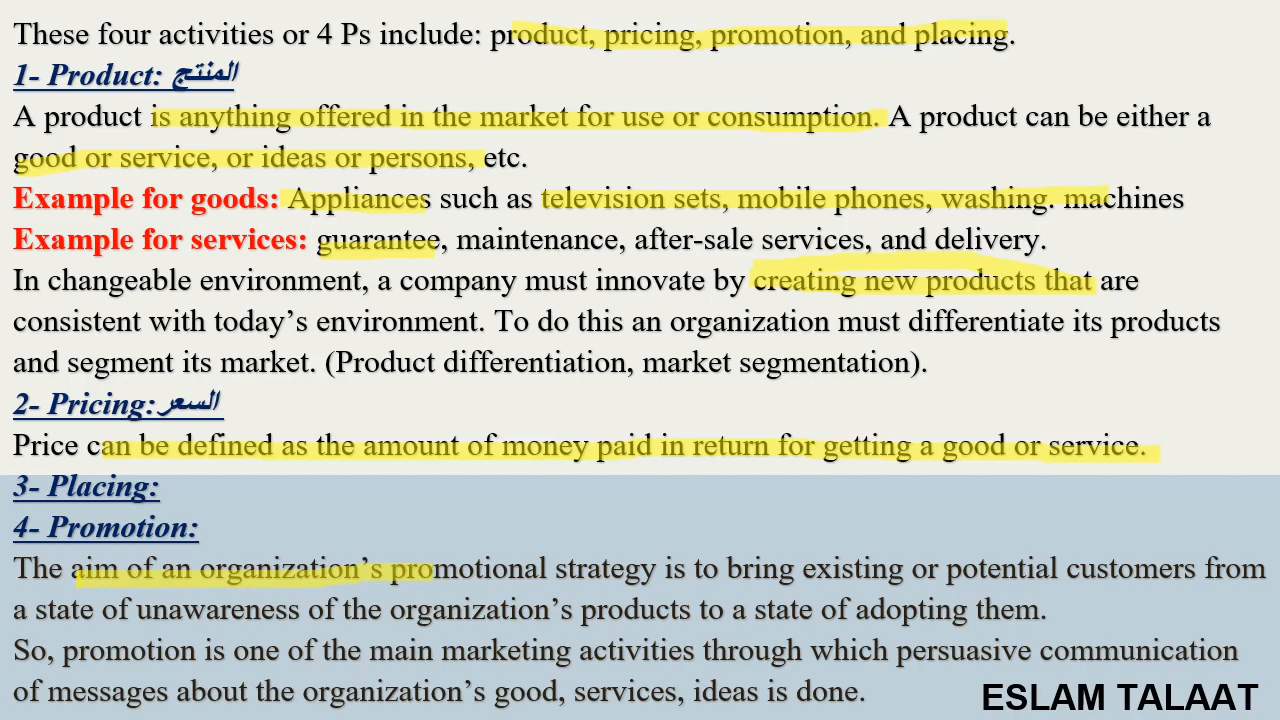 These four activities or 4 Ps include: product, pricing, promotion, and placing.
1- Product: المنتج
A product is anything offered in the market for use or consumption. A product can be either a
good or service, or ideas or persons, etc.
Example for goods: Appliances such as television sets, mobile phones, washing. machines
Example for services: guarantee, maintenance, after-sale services, and delivery.
In changeable environment, a company must innovate by creating new products that are
consistent with today’s environment. To do this an organization must differentiate its products
and segment its market. (Product differentiation, market segmentation).
2- Pricing:السعر
Price can be defined as the amount of money paid in return for getting a good or service.
3- Placing:
4- Promotion:
The aim of an organization’s promotional strategy is to bring existing or potential customers from
a state of unawareness of the organization’s products to a state of adopting them.
So, promotion is one of the main marketing activities through which persuasive communication
of messages about the organization’s good, services, ideas is done.
ESLAM TALAAT